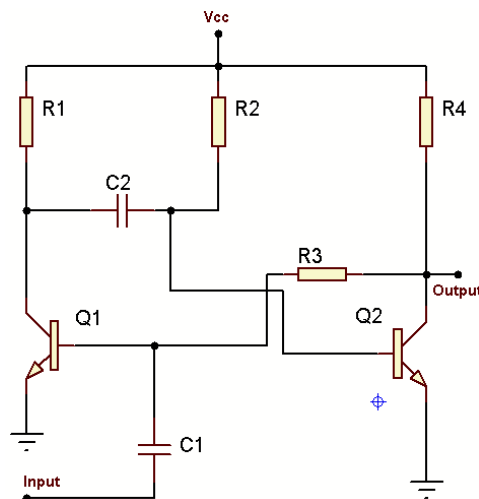 Vcc
R1
R2
R4
C2
R3
Output
Q1
Q2
C1
Input